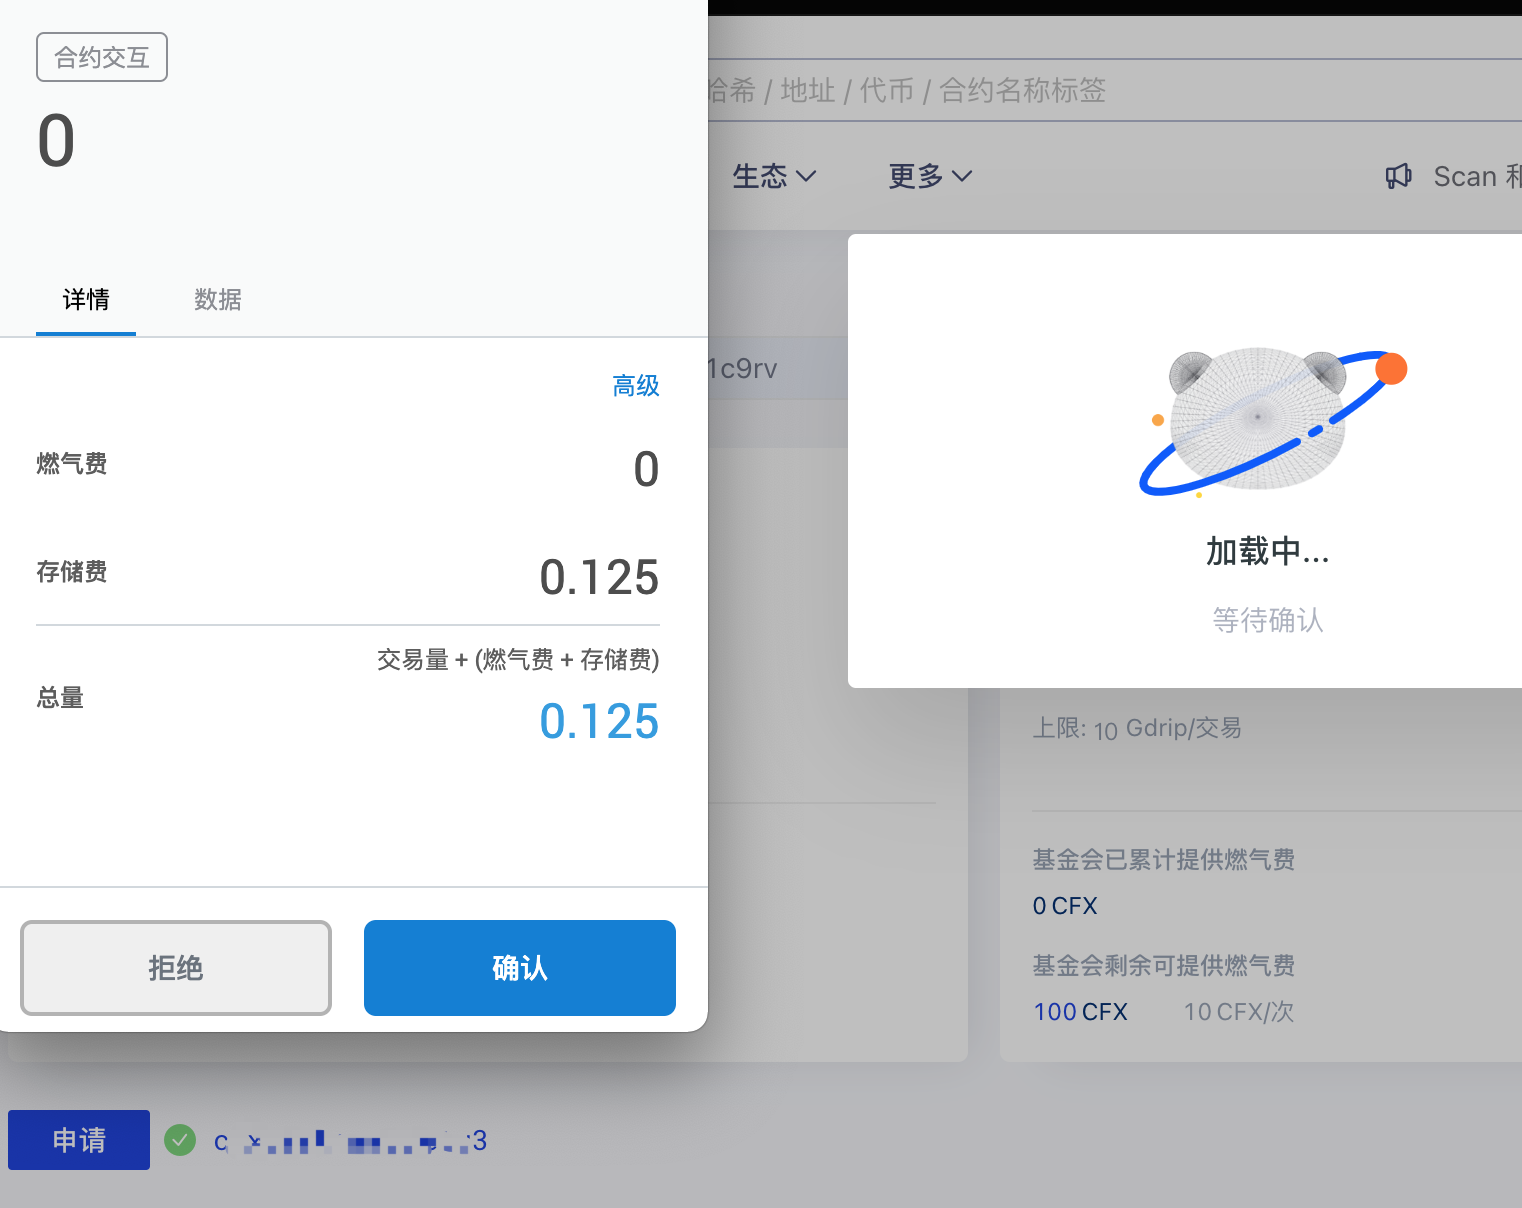 合约交互
0
详情
数据
高级
燃气费
0
存储费
0.125
交易量 + (燃气费 + 存储费)
总量
0.125
拒绝
确认
哈希 / 地址 / 代币 / 合约名称标签
生态
更多
Scan 和
1c9rv
加载中...
等待确认
上限: 10 Gdrip/交易
基金会已累计提供燃气费
0 CFX
基金会剩余可提供燃气费
100 CFX
10 CFX/次
申请